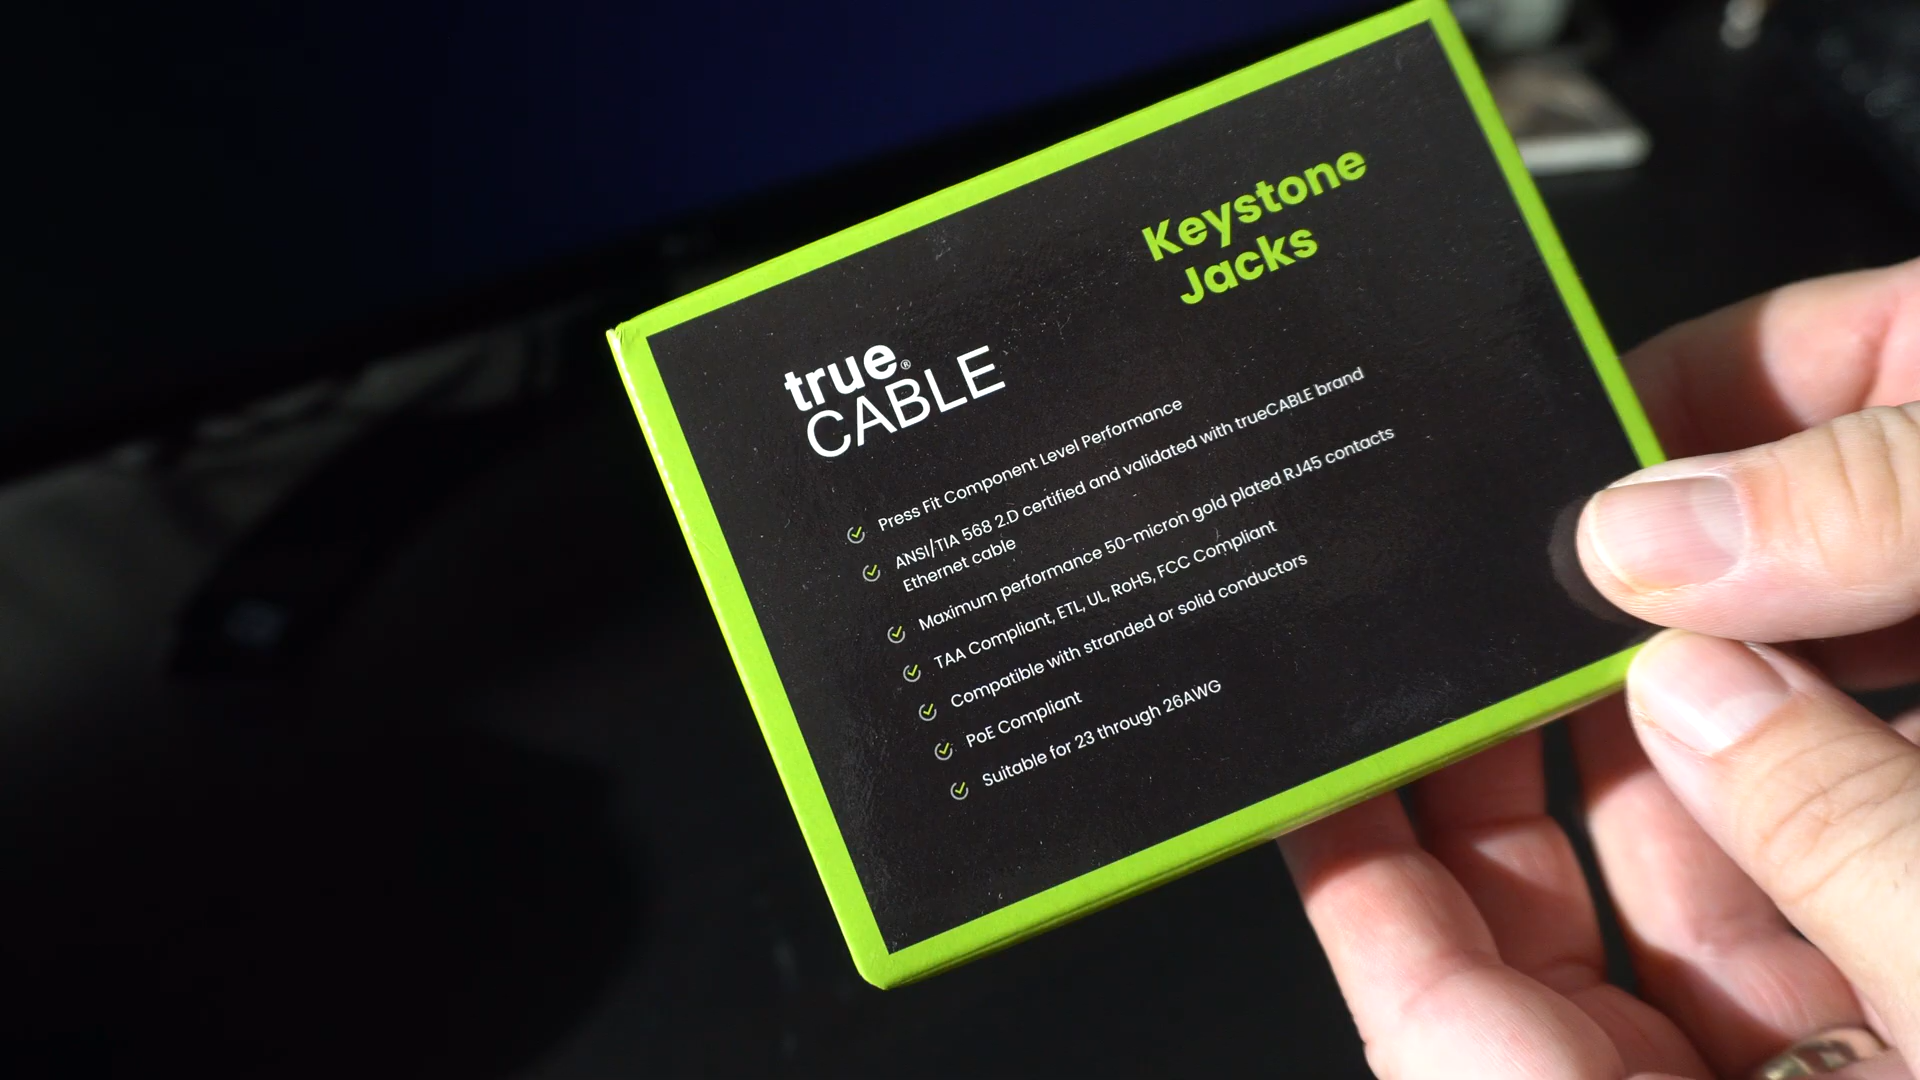 Keystone
Jacks
true®
CABLE
Press Fit Component Level Performance
ANSI/TIA 568 2.D certified and validated with trueCABLE brand
Ethernet cable
Maximum performance 50-micron gold plated RJ45 contacts
TAA Compliant, ETL, UL, RoHS, FCC Compliant
Compatible with stranded or solid conductors
PoE Compliant
Suitable for 23 through 26AWG